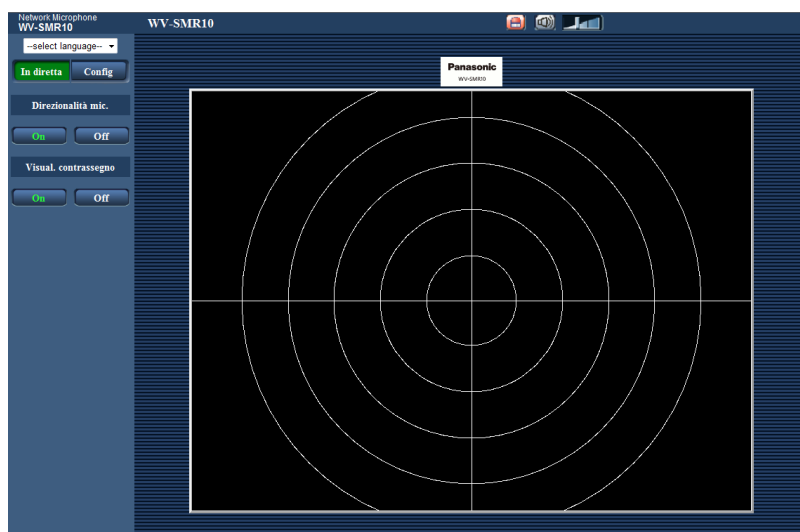 Network Microphone
WV-SMR10
WV-SMR10
--select language--
In diretta
Config
Direzionalità mic.
On
Off
Visual. contrassegno
On
Off
Panasonic
WV-SMR10